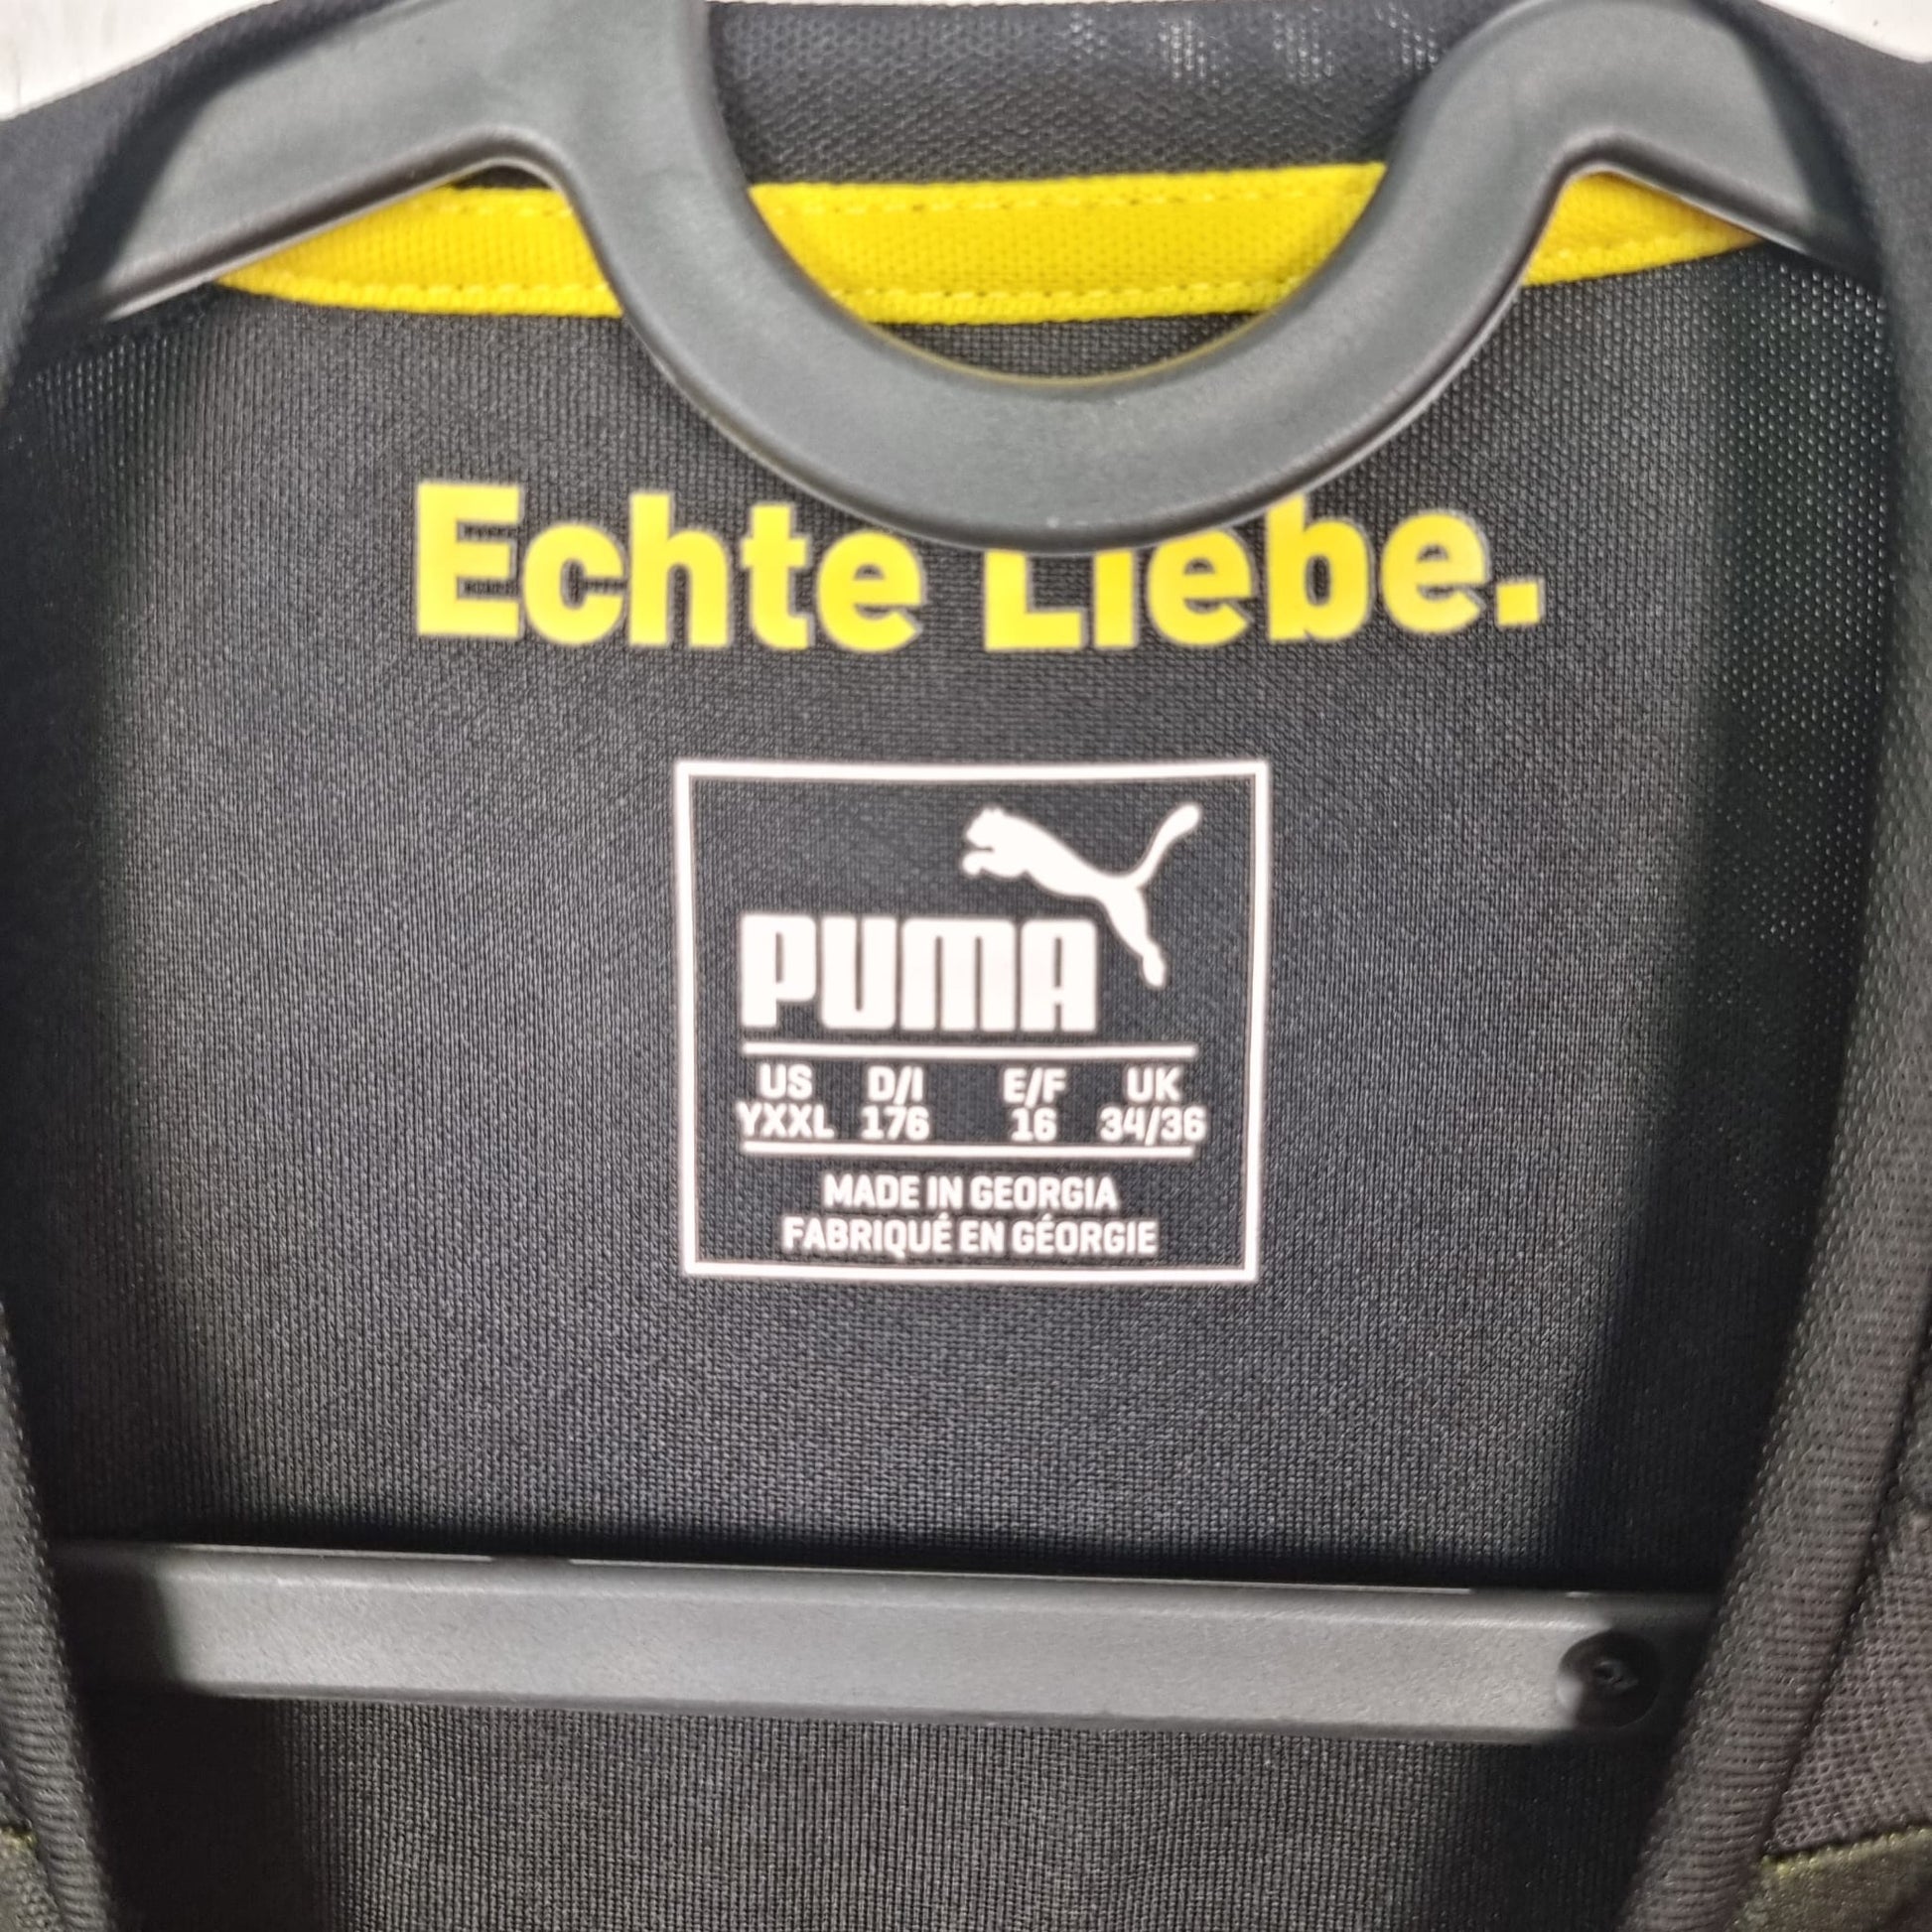 Echte Liebe.
PUMA
US D/I E/F UK
YXXL 176 16 34/36
MADE IN GEORGIA
FABRIQUÉ EN GÉORGIE